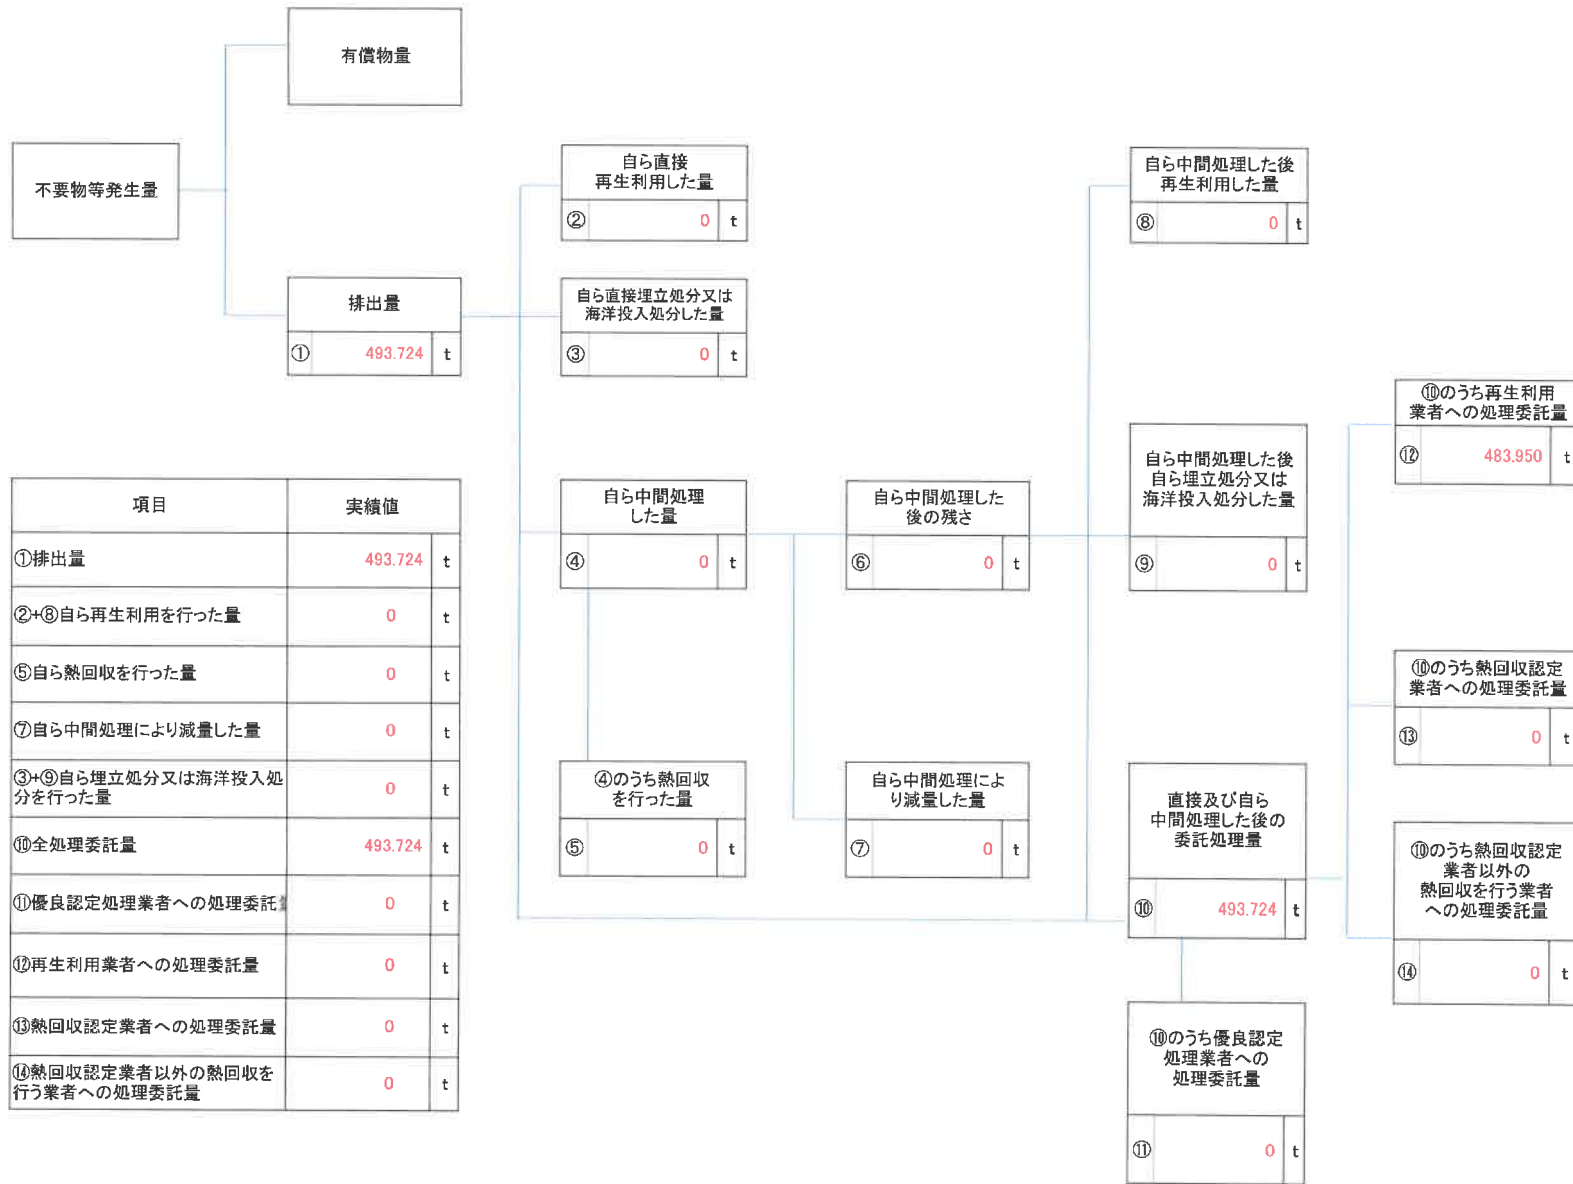 有償物量
不要物等発生量
排出量
① 493.724 t
自ら直接
再生利用した量
② 0 t
自ら直接埋立処分又は
海洋投入処分した量
③ 0 t
自ら中間処理
した量
④ 0 t
④のうち熱回収
を行った量
⑤ 0 t
自ら中間処理した
後の残さ
⑥ 0 t
自ら中間処理によ
り減量した量
⑦ 0 t
自ら中間処理した後
再生利用した量
⑧ 0 t
自ら中間処理した後
自ら埋立処分又は
海洋投入処分した量
⑨ 0 t
直接及び自ら
中間処理した後の
委託処理量
⑩ 493.724 t
⑩のうち優良認定
処理業者への
処理委託量
⑪ 0 t
⑩のうち再生利用
業者への処理委託量
⑫ 483.950 t
⑩のうち熱回収認定
業者への処理委託量
⑬ 0 t
⑩のうち熱回収認定
業者以外の
熱回収を行う業者
への処理委託量
⑭ 0 t
項目 実績値
①排出量 493.724 t
②+⑧自ら再生利用を行った量 0 t
⑤自ら熱回収を行った量 0 t
⑦自ら中間処理により減量した量 0 t
③+⑨自ら埋立処分又は海洋投入処
分を行った量 0 t
⑩全処理委託量 493.724 t
⑪優良認定処理業者への処理委託 0 t
⑫再生利用業者への処理委託量 0 t
⑬熱回収認定業者への処理委託量 0 t
⑭熱回収認定業者以外の熱回収を
行う業者への処理委託量 0 t